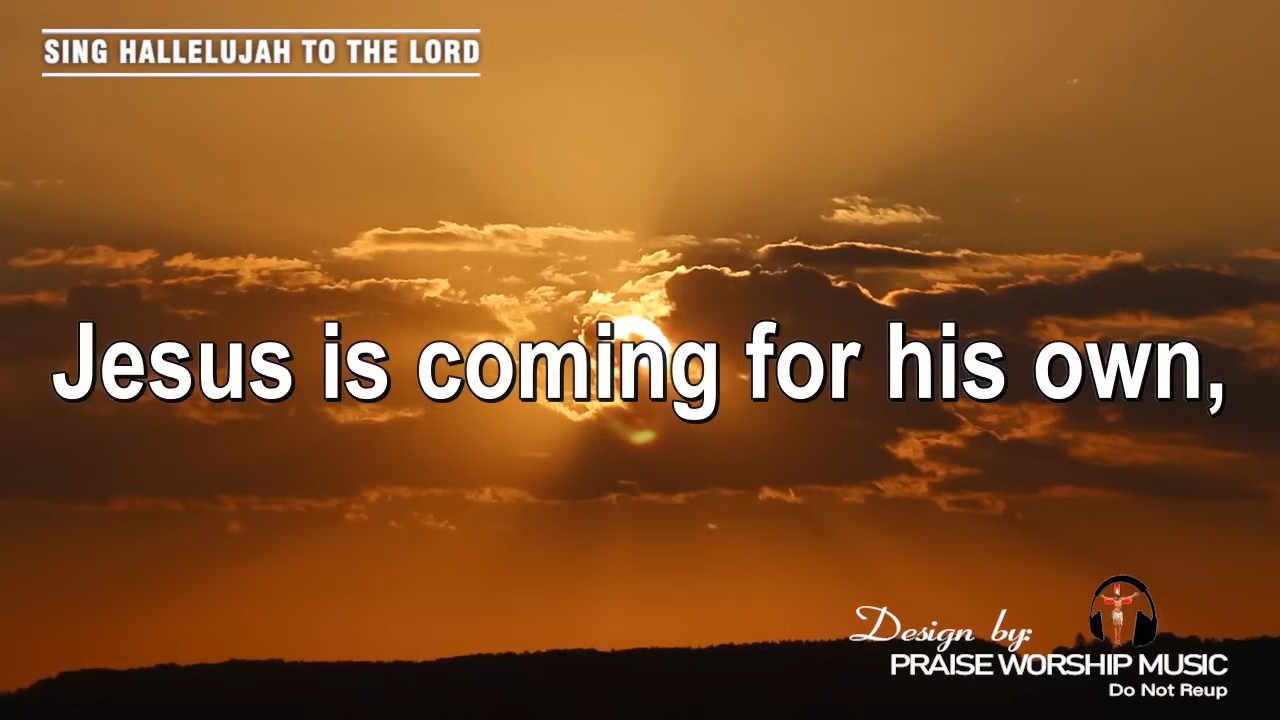 SING HALLELUJAH TO THE LORD
Jesus is coming for his own,
Design by:
PRAISE WORSHIP MUSIC
Do Not Reup